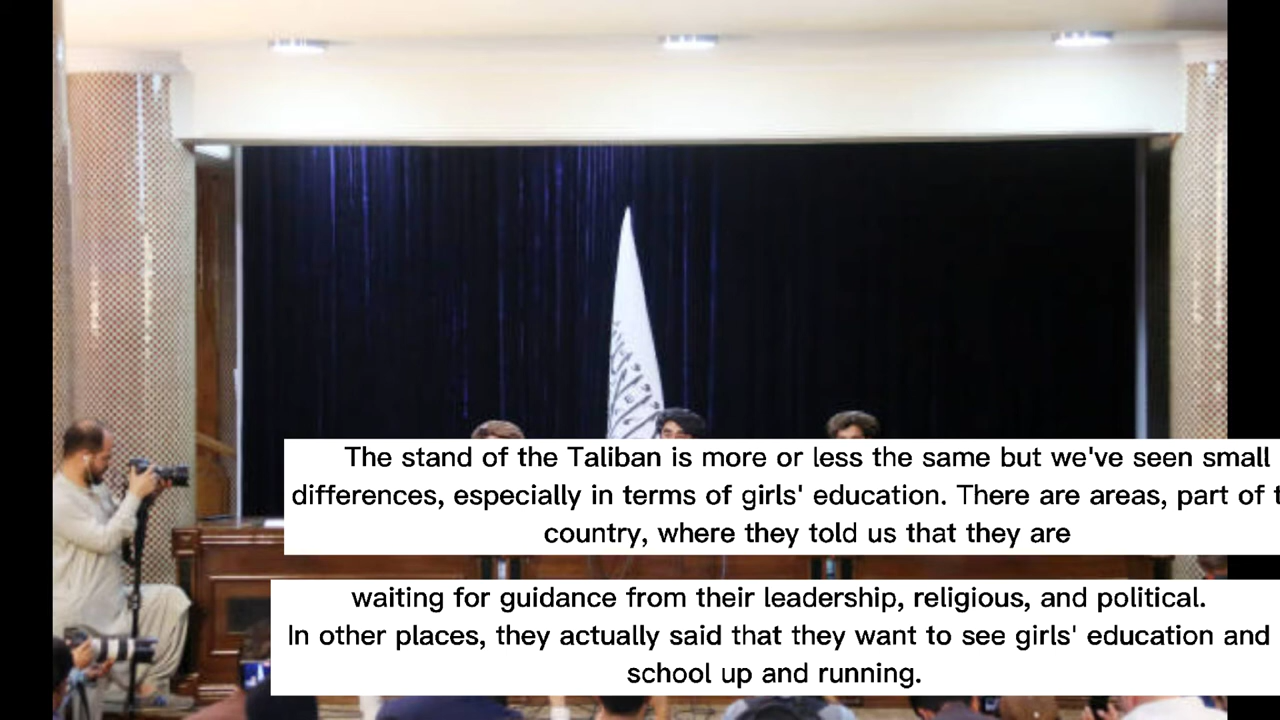 The stand of the Taliban is more or less the same but we've seen small
differences, especially in terms of girls' education. There are areas, part of
country, where they told us that they are
waiting for guidance from their leadership, religious, and political.
In other places, they actually said that they want to see girls' education and
school up and running.